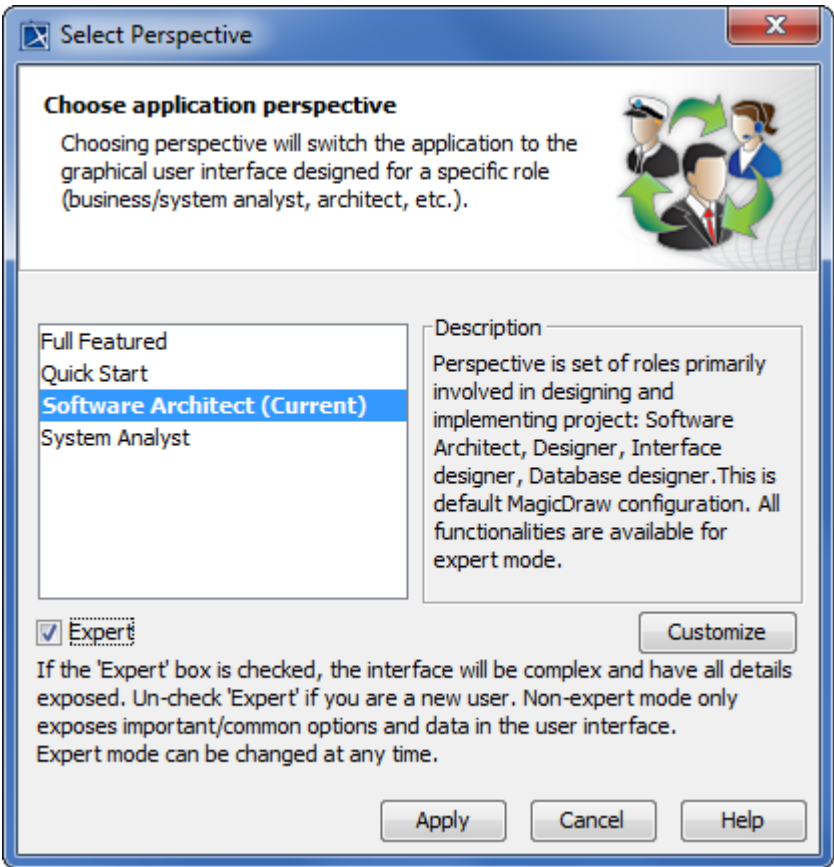 Select Perspective
Choose application perspective
Choosing perspective will switch the application to the
graphical user interface designed for a specific role
(business/system analyst, architect, etc.).
Full Featured
Quick Start
Software Architect (Current)
System Analyst
Description
Perspective is set of roles primarily
involved in designing and
implementing project: Software
Architect, Designer, Interface
designer, Database designer.This is
default MagicDraw configuration. All
functionalities are available for
expert mode.
Expert
Customize
If the 'Expert' box is checked, the interface will be complex and have all details
exposed. Un-check 'Expert' if you are a new user. Non-expert mode only
exposes important/common options and data in the user interface.
Expert mode can be changed at any time.
Apply
Cancel
Help